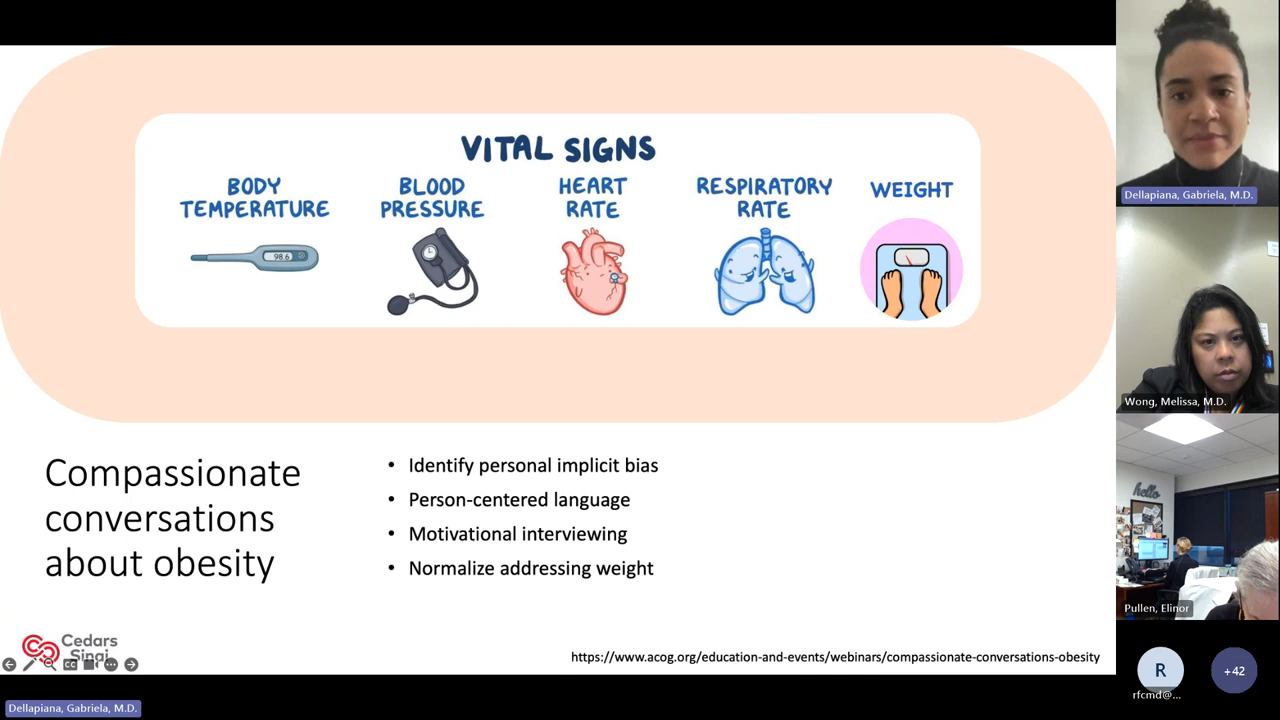 VITAL SIGNS
BODY
TEMPERATURE
BLOOD
PRESSURE
HEART
RATE
RESPIRATORY
RATE
WEIGHT
98.6
Compassionate
conversations
about obesity
• Identify personal implicit bias
• Person-centered language
• Motivational interviewing
• Normalize addressing weight
Cedars
Sinai
https://www.acog.org/education-and-events/webinars/compassionate-conversations-obesity
Dellapiana, Gabriela, M.D.
Dellapiana, Gabriela, M.D.
Wong, Melissa, M.D.
hello
Pullen, Elinor
R
rfcmd@...
+42